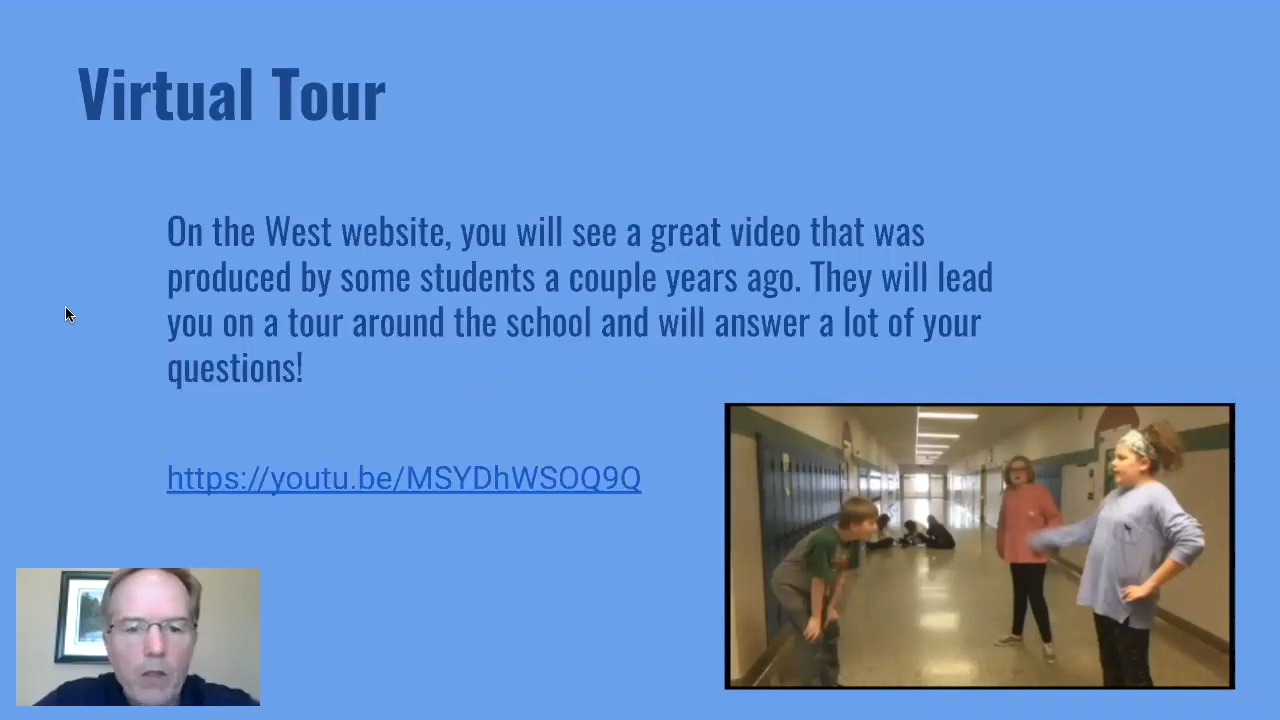 Virtual Tour
On the West website, you will see a great video that was
produced by some students a couple years ago. They will lead
you on a tour around the school and will answer a lot of your
questions!
https://youtu.be/MSYDhWSOQ9Q